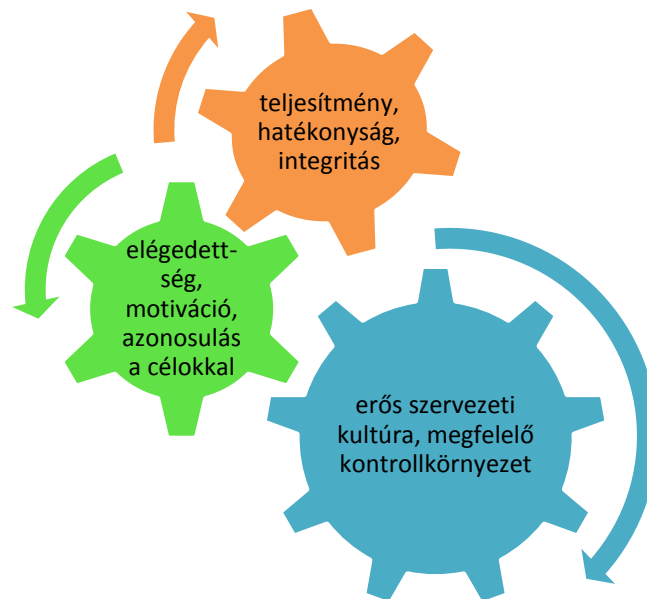 teljesítmény,
hatékonyság,
integritás
elégedett-
ség,
motiváció,
azonosulás
a célokkal
erős szervezeti
kultúra, megfelelő
kontrollkörnyezet